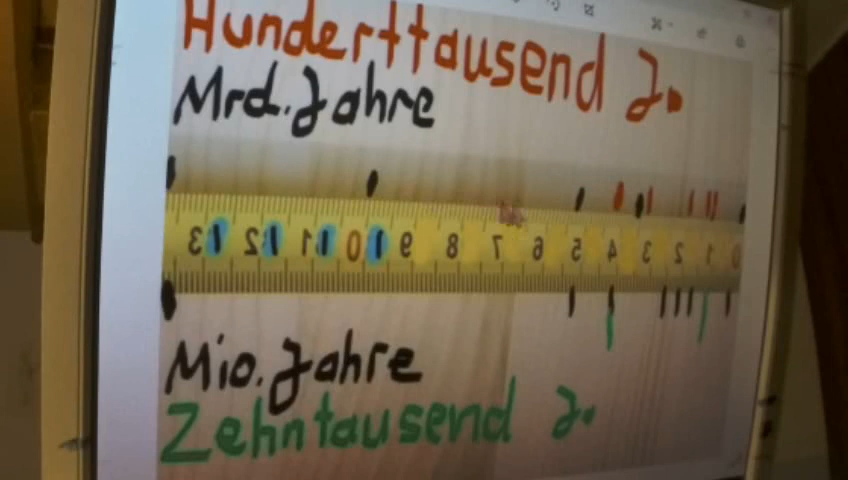 Hunderttausend J.
Mrd. Jahre
13 12 11 10 9 8 7 6 5 4 3 2 1 0
Mio. Jahre
Zehntausend J.